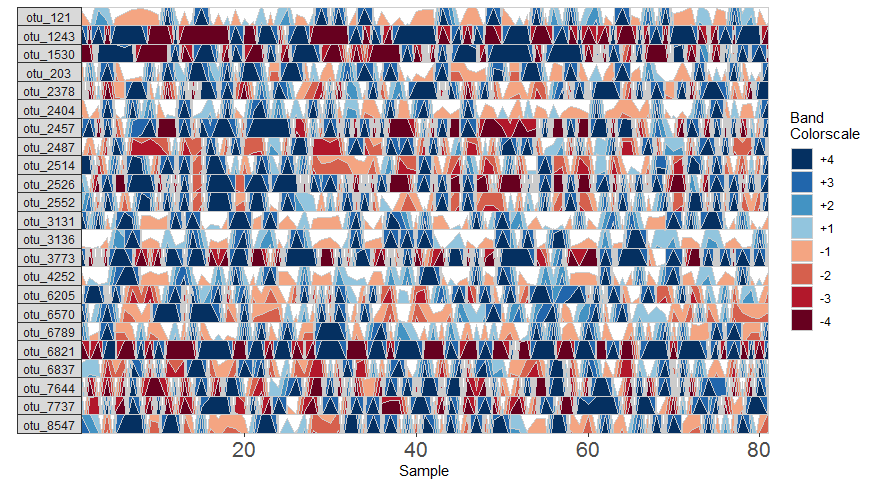 otu_121
otu_1243
otu_1530
otu_203
otu_2378
otu_2404
otu_2457
otu_2487
otu_2514
otu_2526
otu_2552
otu_3131
otu_3136
otu_3773
otu_4252
otu_6205
otu_6570
otu_6789
otu_6821
otu_6837
otu_7644
otu_7737
otu_8547
20 40 60 80
Sample
Band
Colorscale
+4
+3
+2
+1
-1
-2
-3
-4